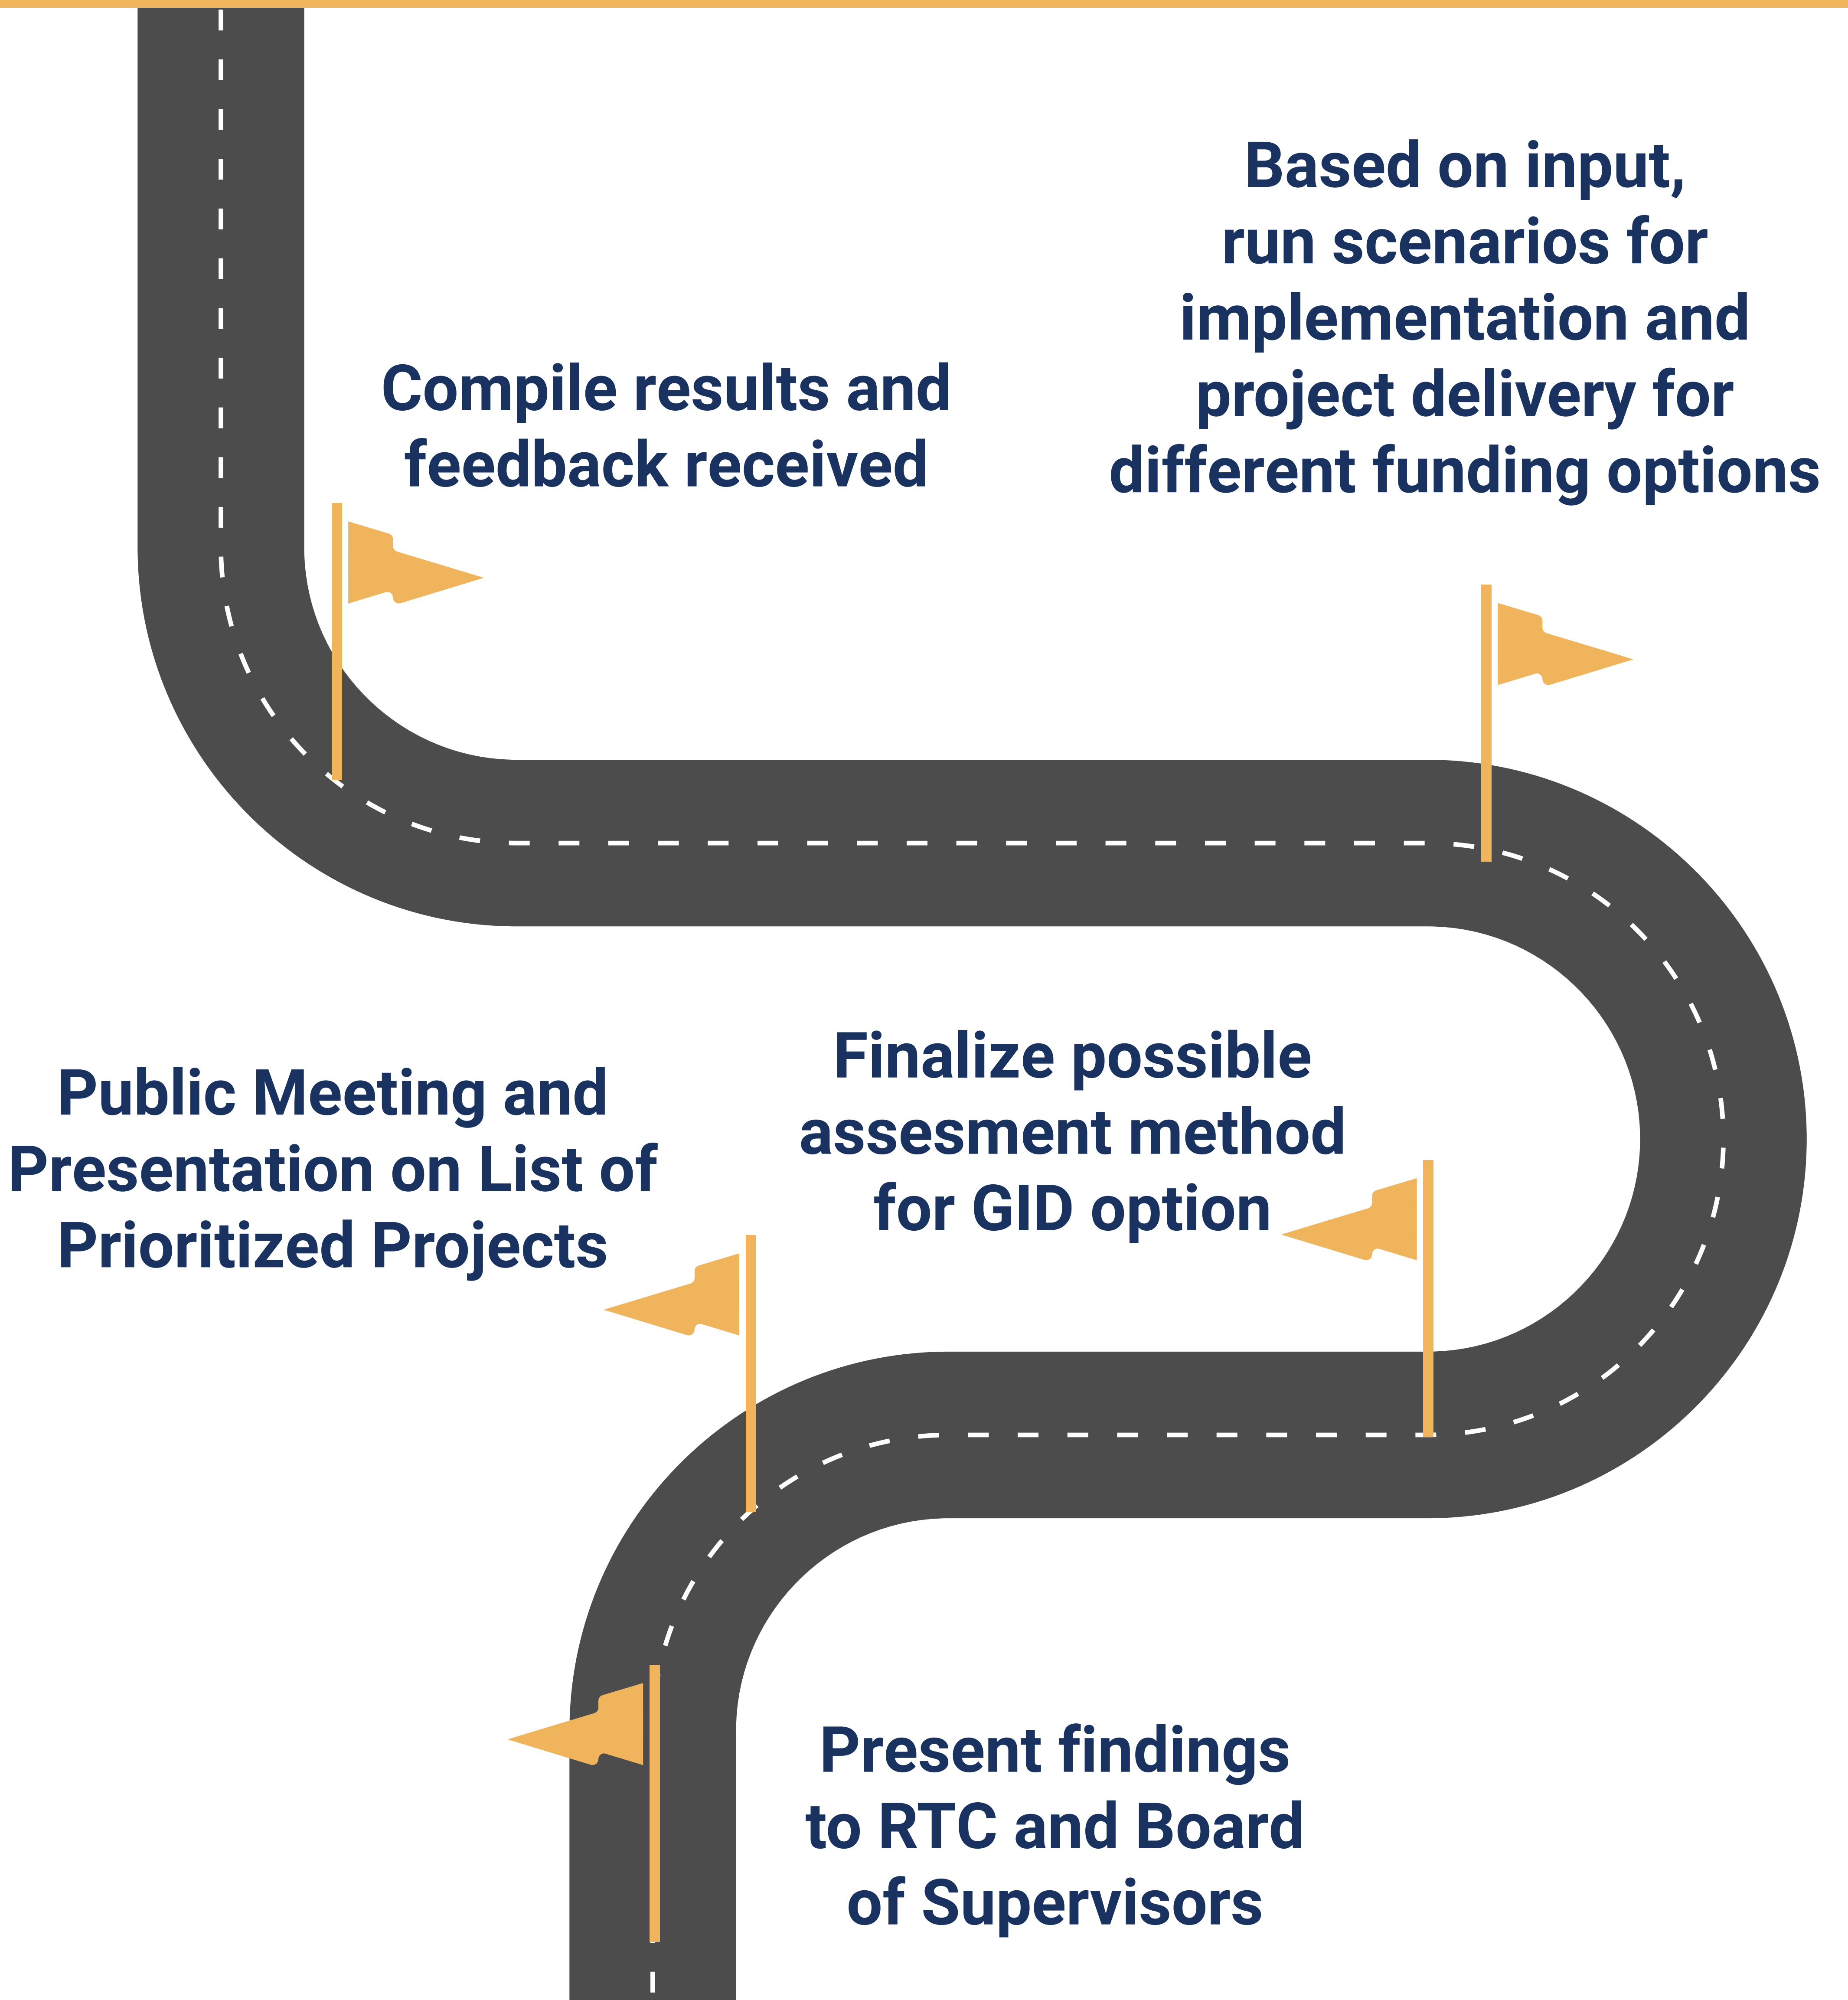 Compile results and
feedback received
Based on input,
run scenarios for
implementation and
project delivery for
different funding options
Finalize possible
assesment method
for GID option
Public Meeting and
Presentation on List of
Prioritized Projects
Present findings
to RTC and Board
of Supervisors